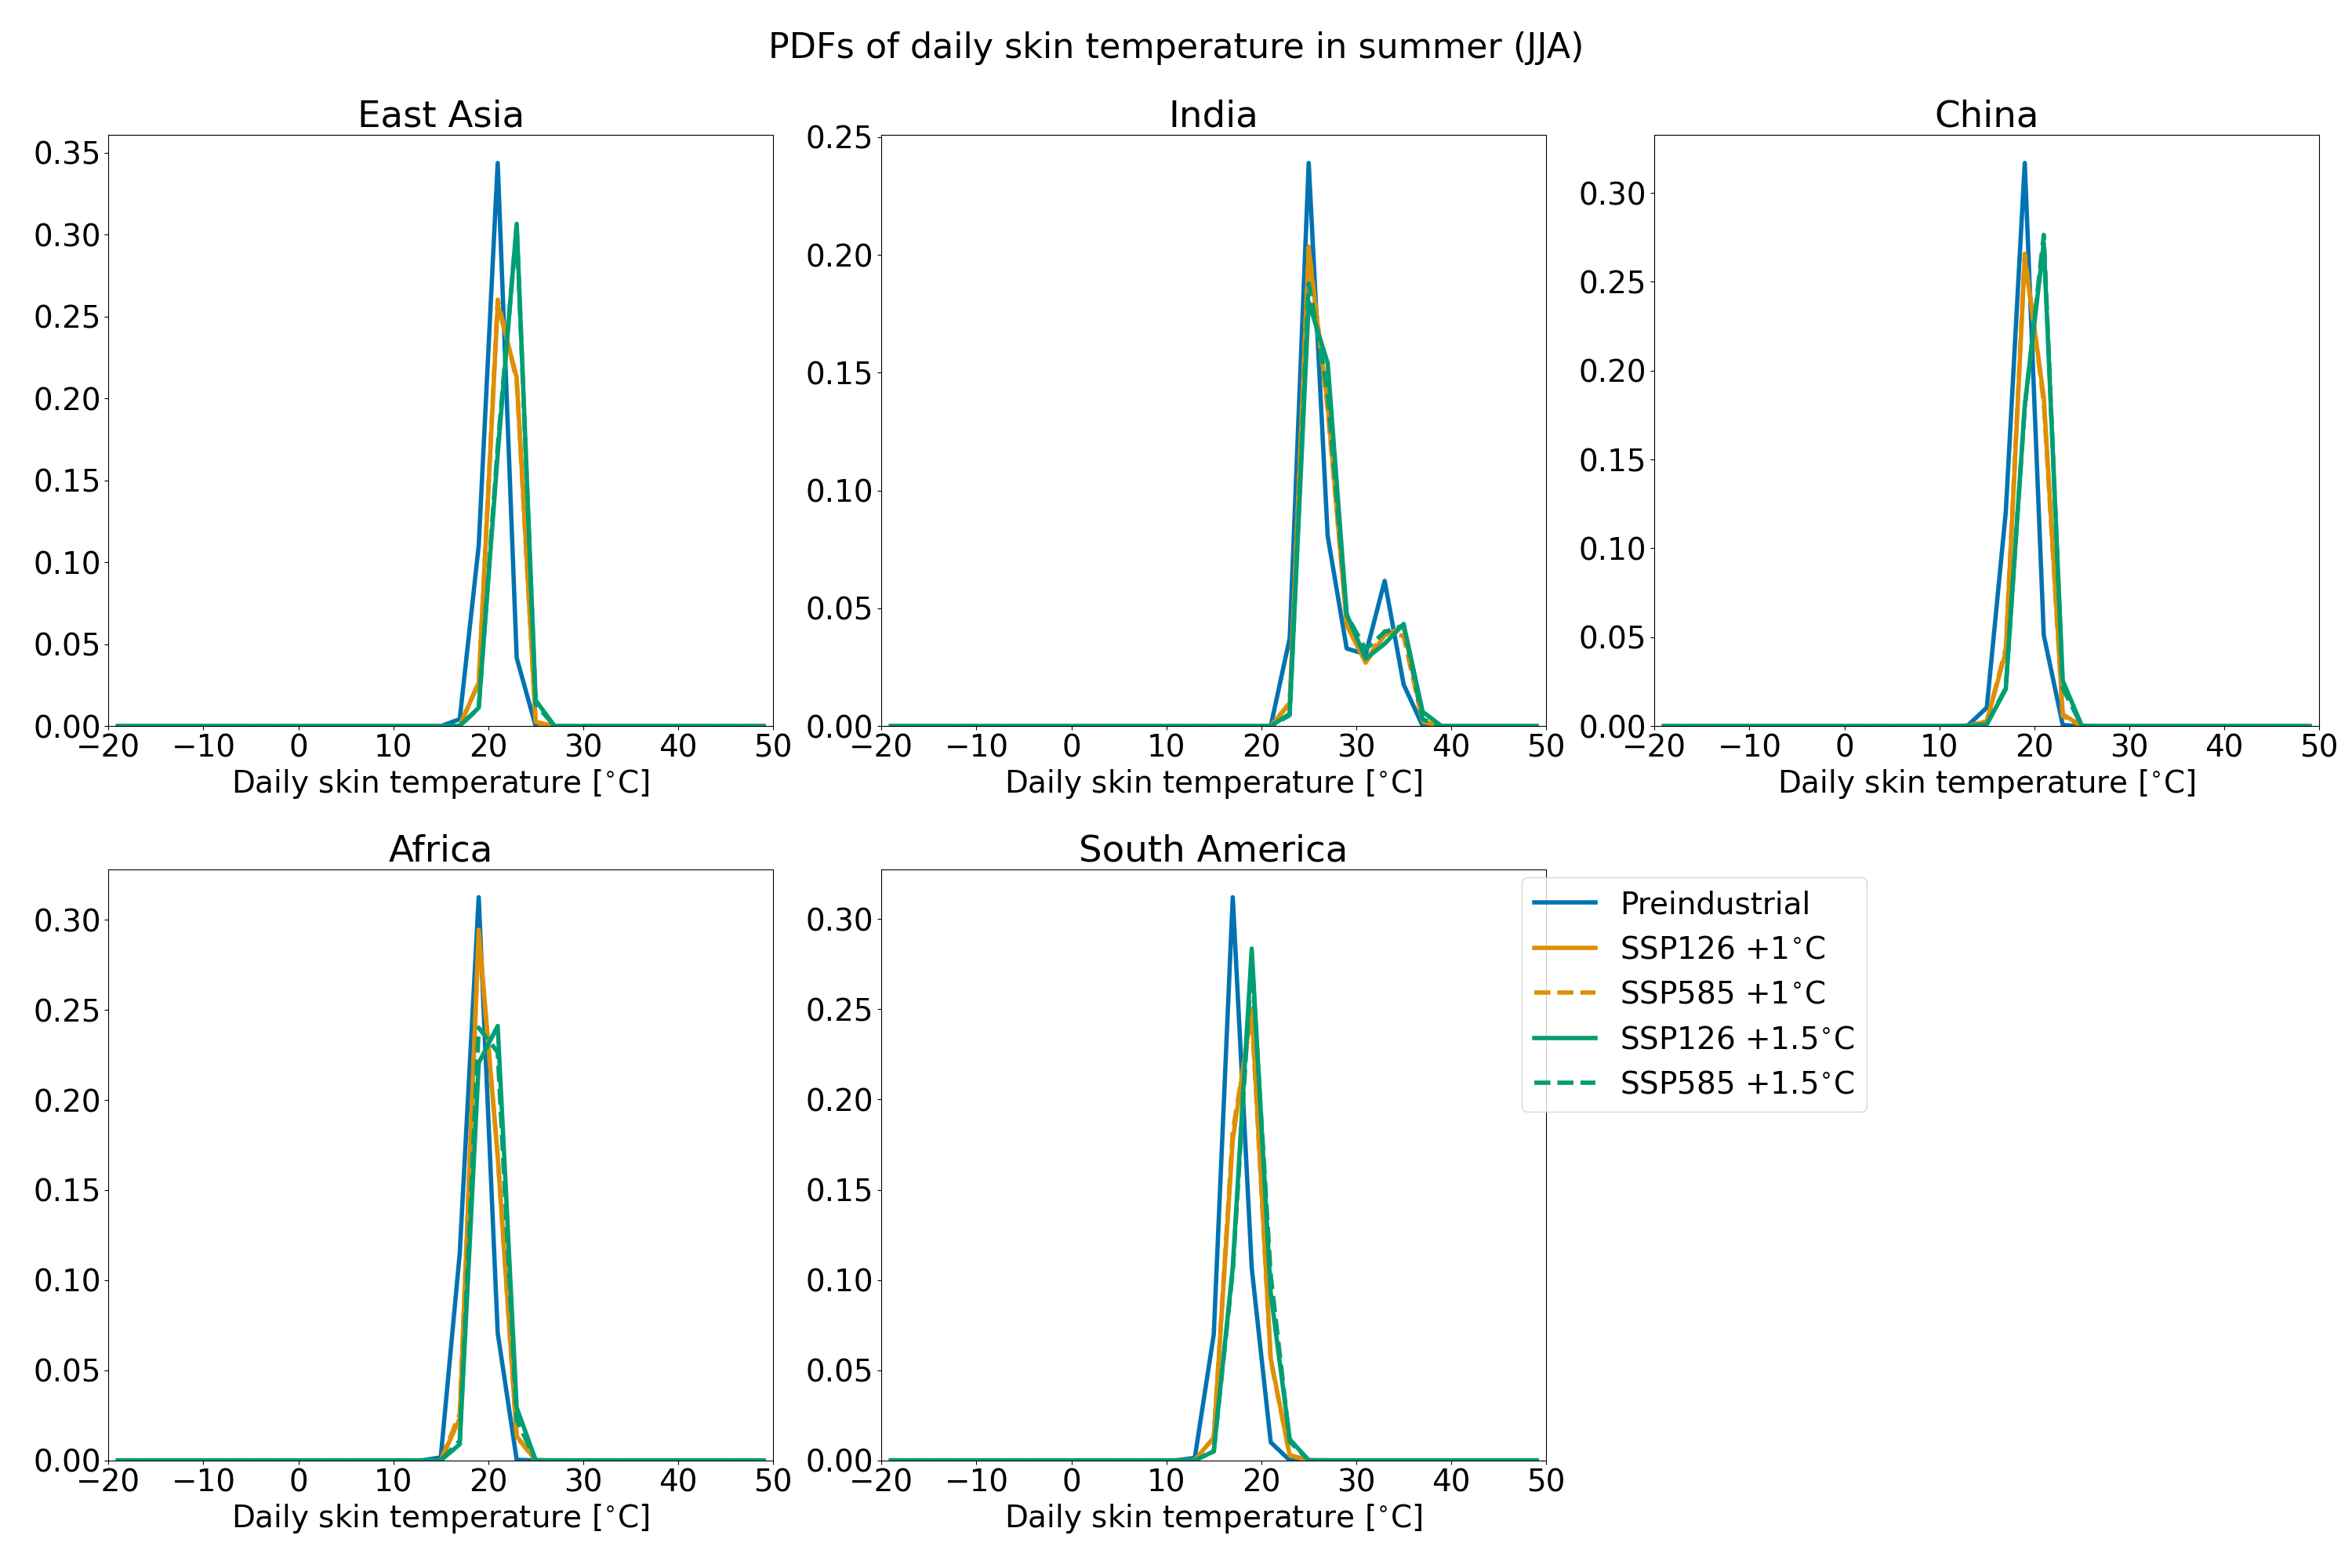 PDFs of daily skin temperature in summer (JJA)
East Asia
0.35
0.30
0.25
0.20
0.15
0.10
0.05
0.00
−20 −10 0 10 20 30 40 50
Daily skin temperature [°C]
India
0.25
0.20
0.15
0.10
0.05
0.00
−20 −10 0 10 20 30 40 50
Daily skin temperature [°C]
China
0.30
0.25
0.20
0.15
0.10
0.05
0.00
−20 −10 0 10 20 30 40 50
Daily skin temperature [°C]
Africa
0.30
0.25
0.20
0.15
0.10
0.05
0.00
−20 −10 0 10 20 30 40 50
Daily skin temperature [°C]
South America
0.30
0.25
0.20
0.15
0.10
0.05
0.00
−20 −10 0 10 20 30 40 50
Daily skin temperature [°C]
Preindustrial
SSP126 +1°C
SSP585 +1°C
SSP126 +1.5°C
SSP585 +1.5°C